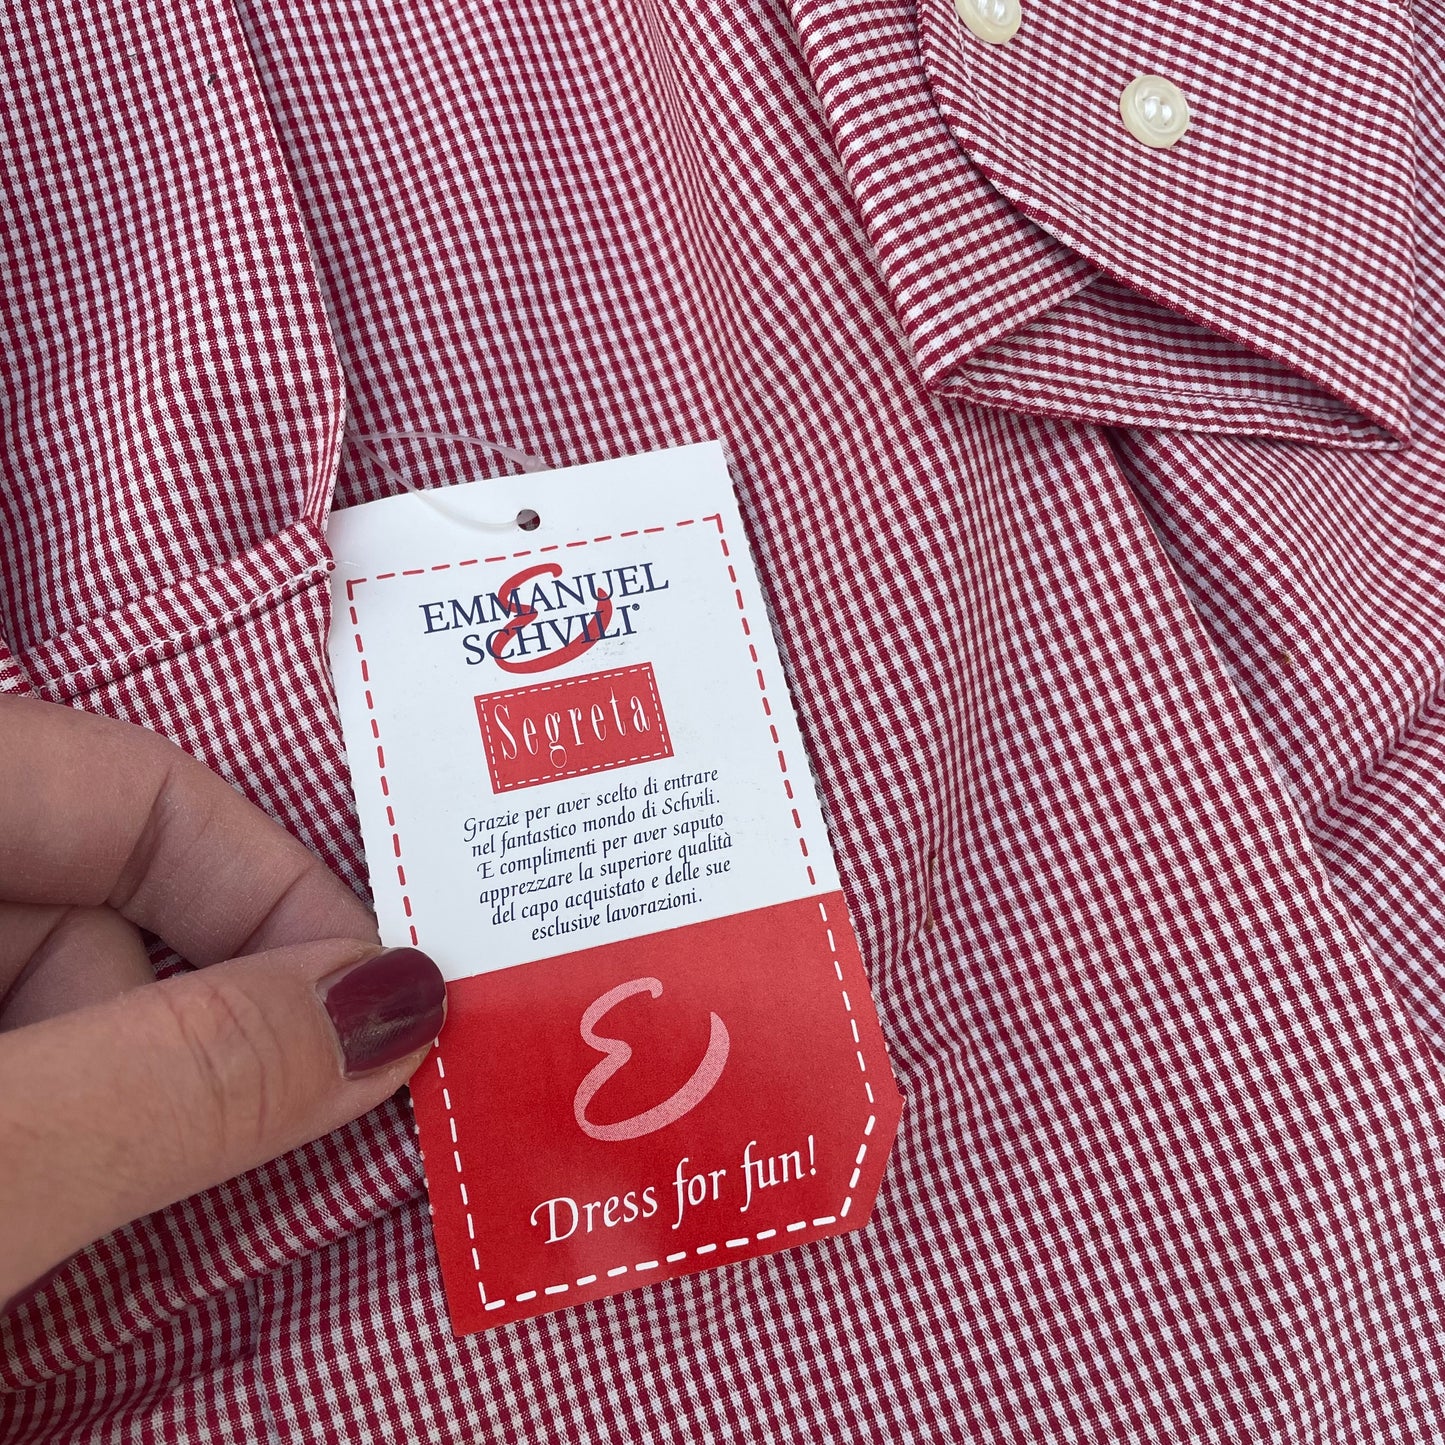 EMMANUEL
SCHVILI®
Segreta
Grazie per aver scelto di entrare
nel fantastico mondo di Schvili.
E complimenti per aver saputo
apprezzare la superiore qualità
del capo acquistato e delle sue
esclusive lavorazioni.
E
Dress for fun!